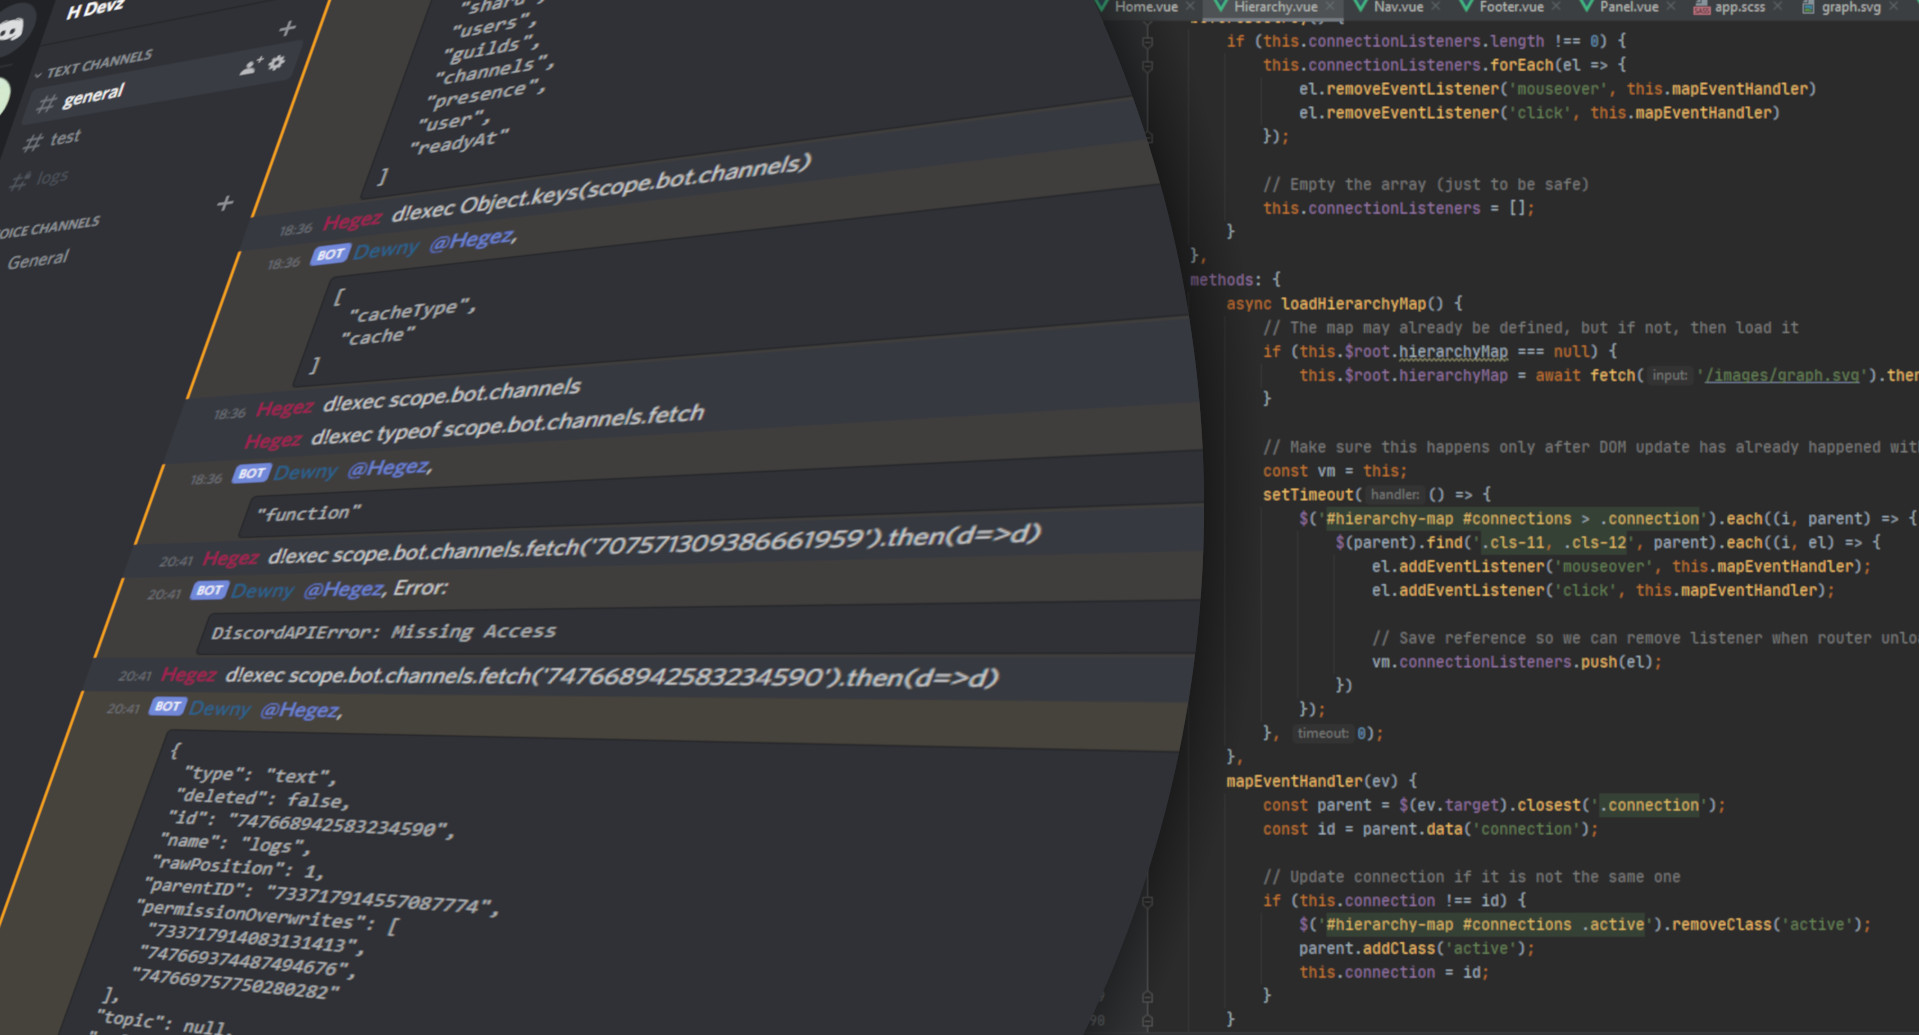 H Devz
TEXT CHANNELS
general
test
logs
OICE CHANNELS
General
"shard",
"users",
"guilds",
"channels",
"presence",
"user",
"readyAt"
]
18:36 Hegez d!exec Object.keys(scope.bot.channels)
18:36 BOT Dewny @Hegez,
[
"cacheType",
"cache"
]
18:36 Hegez d!exec scope.bot.channels
Hegez d!exec typeof scope.bot.channels.fetch
18:36 BOT Dewny @Hegez,
"function"
20:41 Hegez d!exec scope.bot.channels.fetch('707571309386661959').then(d=>d)
20:41 BOT Dewny @Hegez, Error:
DiscordAPIError: Missing Access
20:41 Hegez d!exec scope.bot.channels.fetch('747668942583234590').then(d=>d)
20:41 BOT Dewny @Hegez,
{
"type": "text",
"deleted": false,
"id": "747668942583234590",
"name": "logs",
"rawPosition": 1,
"parentID": "733717914557087774",
"permissionOverwrites": [
"733717914083131413",
"747669374487494676",
"747669757750280282"
],
"topic": null,
Home.vue Hierarchy.vue Nav.vue Footer.vue Panel.vue app.scss graph.svg
if (this.connectionListeners.length !== 0) {
this.connectionListeners.forEach(el => {
el.removeEventListener('mouseover', this.mapEventHandler)
el.removeEventListener('click', this.mapEventHandler)
});
// Empty the array (just to be safe)
this.connectionListeners = [];
}
},
methods: {
async loadHierarchyMap() {
// The map may already be defined, but if not, then load it
if (this.$root.hierarchyMap === null) {
this.$root.hierarchyMap = await fetch( input: '/images/graph.svg').then
}
// Make sure this happens only after DOM update has already happened wit
const vm = this;
setTimeout( handler: () => {
$('#hierarchy-map #connections > .connection').each((i, parent) => {
$(parent).find('.cls-11, .cls-12', parent).each((i, el) => {
el.addEventListener('mouseover', this.mapEventHandler);
el.addEventListener('click', this.mapEventHandler);
// Save reference so we can remove listener when router unlo
vm.connectionListeners.push(el);
})
});
}, timeout: 0);
},
mapEventHandler(ev) {
const parent = $(ev.target).closest('.connection');
const id = parent.data('connection');
// Update connection if it is not the same one
if (this.connection !== id) {
$('#hierarchy-map #connections .active').removeClass('active');
parent.addClass('active');
this.connection = id;
}
98 }